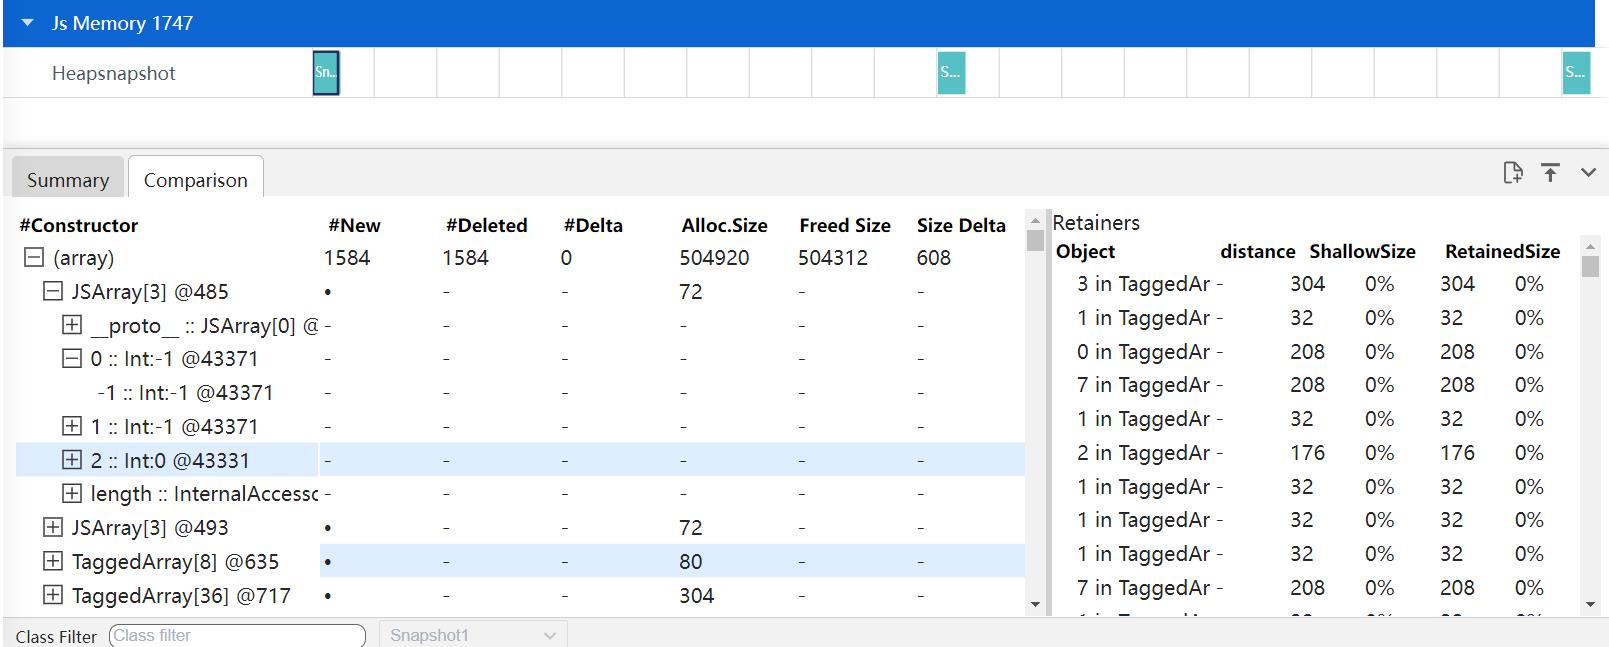 Js Memory 1747
Heapsnapshot Sn... S... S...
Summary Comparison
#Constructor #New #Deleted #Delta Alloc.Size Freed Size Size Delta
(array) 1584 1584 0 504920 504312 608
JSArray[3] @485 • - - 72 - -
__proto__ :: JSArray[0] @ - - - - - -
0 :: Int:-1 @43371 - - - - - -
-1 :: Int:-1 @43371 - - - - - -
1 :: Int:-1 @43371 - - - - - -
2 :: Int:0 @43331 - - - - - -
length :: InternalAccessc - - - - - -
JSArray[3] @493 • - - 72 - -
TaggedArray[8] @635 • - - 80 - -
TaggedArray[36] @717 • - - 304 - -
Retainers
Object distance ShallowSize RetainedSize
3 in TaggedAr - 304 0% 304 0%
1 in TaggedAr - 32 0% 32 0%
0 in TaggedAr - 208 0% 208 0%
7 in TaggedAr - 208 0% 208 0%
1 in TaggedAr - 32 0% 32 0%
2 in TaggedAr - 176 0% 176 0%
1 in TaggedAr - 32 0% 32 0%
1 in TaggedAr - 32 0% 32 0%
1 in TaggedAr - 32 0% 32 0%
7 in TaggedAr - 208 0% 208 0%
Class Filter Class filter Snapshot1